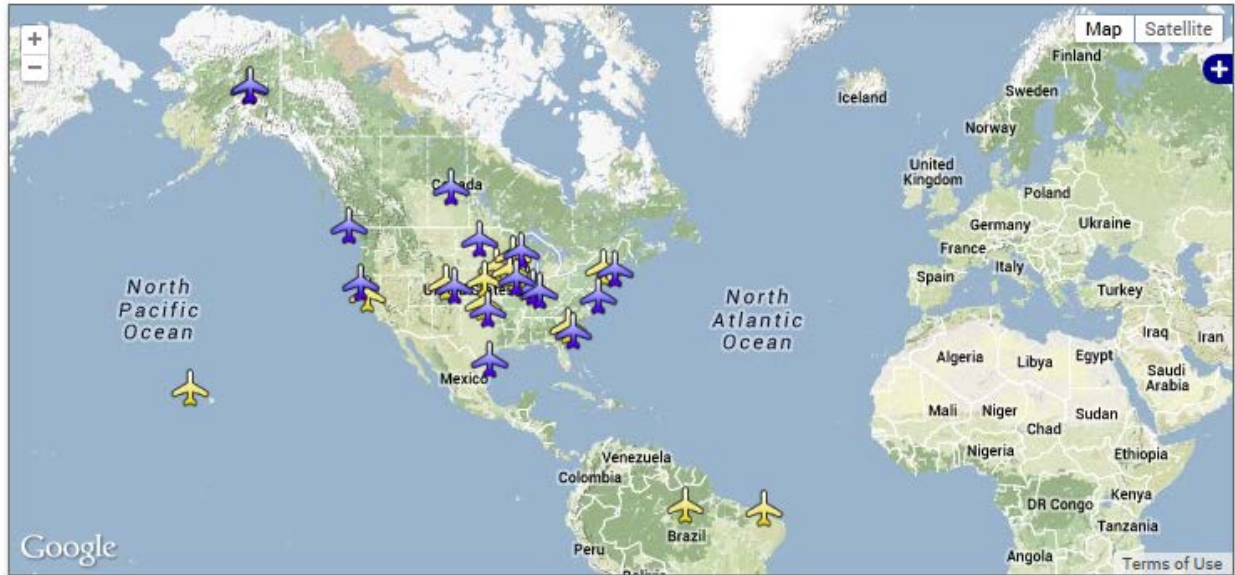 +
−
Map
Satellite
+
Finland
Sweden
Iceland
Norway
United
Kingdom
Canada
Poland
Germany
Ukraine
France
Italy
Spain
Turkey
North
Pacific
Ocean
North
Atlantic
Ocean
Iraq
Iran
Algeria
Libya
Egypt
Saudi
Arabia
Mexico
Mali
Niger
Sudan
Chad
Nigeria
Ethiopia
Venezuela
Colombia
DR Congo
Kenya
Brazil
Tanzania
Peru
Angola
Google
Terms of Use